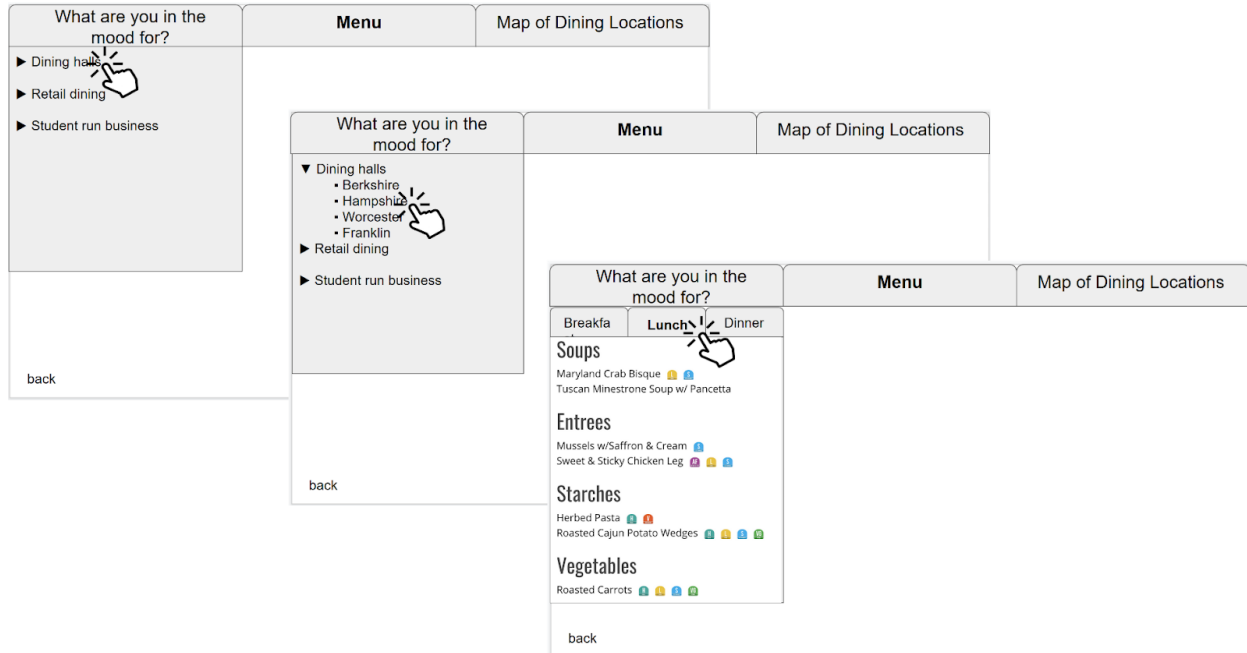 What are you in the
mood for?
Menu
Map of Dining Locations
▶ Dining halls
▶ Retail dining
▶ Student run business
back
What are you in the
mood for?
Menu
Map of Dining Locations
▼ Dining halls
▪ Berkshire
▪ Hampshire
▪ Worcester
▪ Franklin
▶ Retail dining
▶ Student run business
back
What are you in the
mood for?
Menu
Map of Dining Locations
Breakfa
Lunch
Dinner
Soups
Maryland Crab Bisque
Tuscan Minestrone Soup w/ Pancetta
Entrees
Mussels w/Saffron & Cream
Sweet & Sticky Chicken Leg
Starches
Herbed Pasta
Roasted Cajun Potato Wedges
Vegetables
Roasted Carrots
back